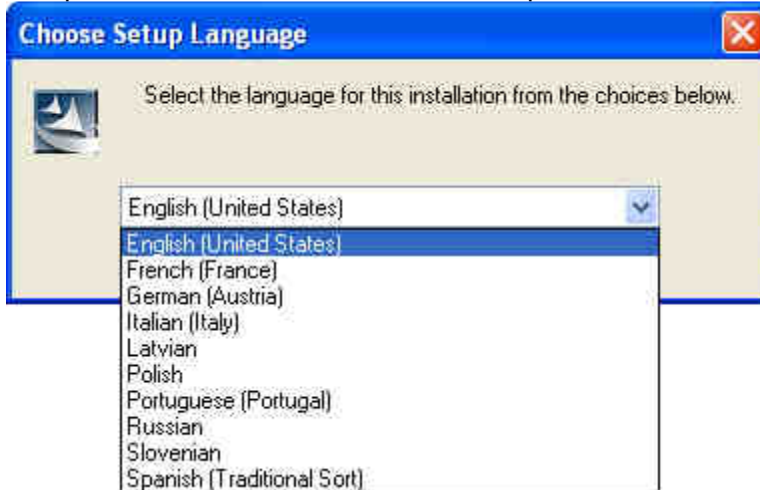 Choose Setup Language
Select the language for this installation from the choices below.
English (United States)
English (United States)
French (France)
German (Austria)
Italian (Italy)
Latvian
Polish
Portuguese (Portugal)
Russian
Slovenian
Spanish (Traditional Sort)